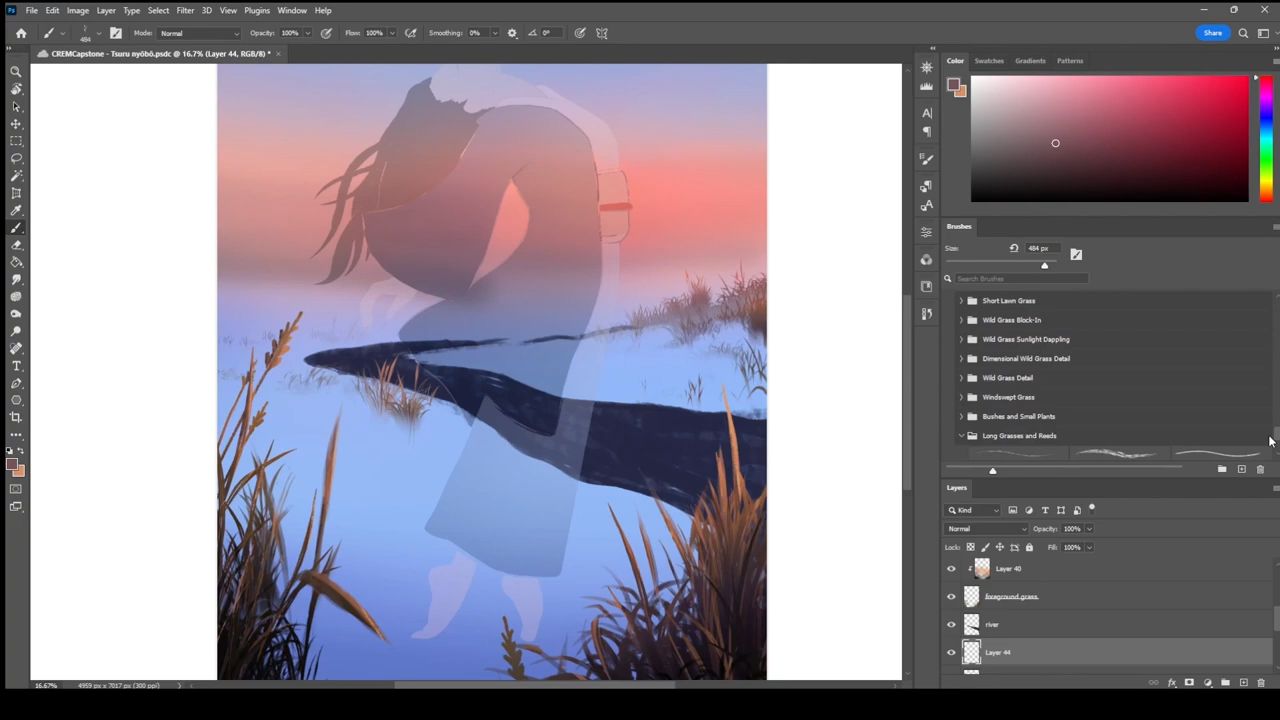 Ps File Edit Image Layer Type Select Filter 3D View Plugins Window Help
484 Mode: Normal Opacity: 100% Flow: 100% Smoothing: 0% 0° Share
CREMCapstone - Tsuru nyōbō.psdc @ 16.7% (Layer 44, RGB/8) *
Color Swatches Gradients Patterns
Brushes
Size: 484 px
Search Brushes
Short Lawn Grass
Wild Grass Block-In
Wild Grass Sunlight Dappling
Dimensional Wild Grass Detail
Wild Grass Detail
Windswept Grass
Bushes and Small Plants
Long Grasses and Reeds
Layers
Kind
Normal Opacity: 100%
Lock: Fill: 100%
Layer 40
foreground grass
river
Layer 44
16.67% 4959 px x 7017 px (300 ppi)